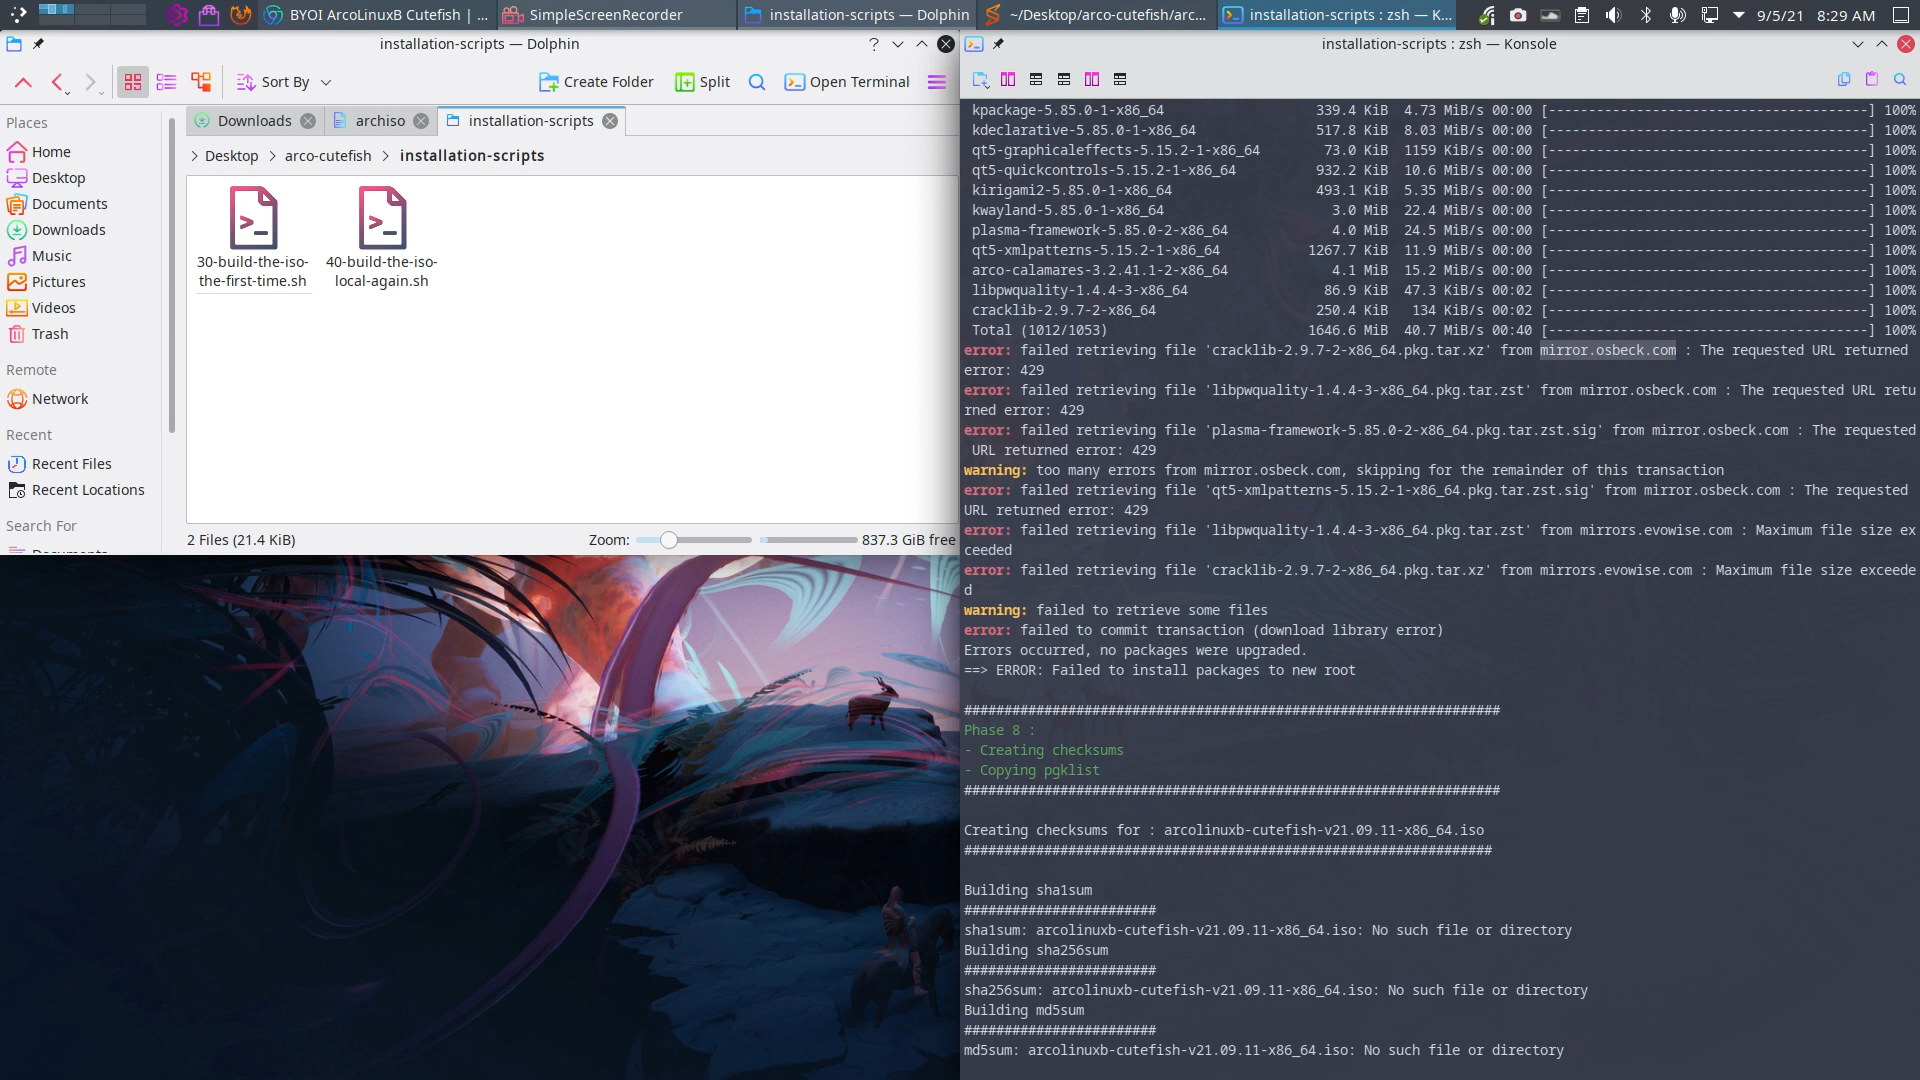 BYOI ArcoLinuxB Cutefish | ...
SimpleScreenRecorder
installation-scripts — Dolphin
~/Desktop/arco-cutefish/arc...
installation-scripts : zsh — K...
9/5/21
8:29 AM
installation-scripts — Dolphin
?
Sort By
Create Folder
Split
Open Terminal
Places
Home
Desktop
Documents
Downloads
Music
Pictures
Videos
Trash
Remote
Network
Recent
Recent Files
Recent Locations
Search For
Downloads
archiso
installation-scripts
> Desktop > arco-cutefish > installation-scripts
30-build-the-iso-
the-first-time.sh
40-build-the-iso-
local-again.sh
2 Files (21.4 KiB)
Zoom:
837.3 GiB free
installation-scripts : zsh — Konsole
kpackage-5.85.0-1-x86_64 339.4 KiB 4.73 MiB/s 00:00 [----------------------------------------] 100%
kdeclarative-5.85.0-1-x86_64 517.8 KiB 8.03 MiB/s 00:00 [----------------------------------------] 100%
qt5-graphicaleffects-5.15.2-1-x86_64 73.0 KiB 1159 KiB/s 00:00 [----------------------------------------] 100%
qt5-quickcontrols-5.15.2-1-x86_64 932.2 KiB 10.6 MiB/s 00:00 [----------------------------------------] 100%
kirigami2-5.85.0-1-x86_64 493.1 KiB 5.35 MiB/s 00:00 [----------------------------------------] 100%
kwayland-5.85.0-1-x86_64 3.0 MiB 22.4 MiB/s 00:00 [----------------------------------------] 100%
plasma-framework-5.85.0-2-x86_64 4.0 MiB 24.5 MiB/s 00:00 [----------------------------------------] 100%
qt5-xmlpatterns-5.15.2-1-x86_64 1267.7 KiB 11.9 MiB/s 00:00 [----------------------------------------] 100%
arco-calamares-3.2.41.1-2-x86_64 4.1 MiB 15.2 MiB/s 00:00 [----------------------------------------] 100%
libpwquality-1.4.4-3-x86_64 86.9 KiB 47.3 KiB/s 00:02 [----------------------------------------] 100%
cracklib-2.9.7-2-x86_64 250.4 KiB 134 KiB/s 00:02 [----------------------------------------] 100%
Total (1012/1053) 1646.6 MiB 40.7 MiB/s 00:40 [----------------------------------------] 100%
error: failed retrieving file 'cracklib-2.9.7-2-x86_64.pkg.tar.xz' from mirror.osbeck.com : The requested URL returned
error: 429
error: failed retrieving file 'libpwquality-1.4.4-3-x86_64.pkg.tar.zst' from mirror.osbeck.com : The requested URL retu
rned error: 429
error: failed retrieving file 'plasma-framework-5.85.0-2-x86_64.pkg.tar.zst.sig' from mirror.osbeck.com : The requested
URL returned error: 429
warning: too many errors from mirror.osbeck.com, skipping for the remainder of this transaction
error: failed retrieving file 'qt5-xmlpatterns-5.15.2-1-x86_64.pkg.tar.zst.sig' from mirror.osbeck.com : The requested
URL returned error: 429
error: failed retrieving file 'libpwquality-1.4.4-3-x86_64.pkg.tar.zst' from mirrors.evowise.com : Maximum file size ex
ceeded
error: failed retrieving file 'cracklib-2.9.7-2-x86_64.pkg.tar.xz' from mirrors.evowise.com : Maximum file size exceede
d
warning: failed to retrieve some files
error: failed to commit transaction (download library error)
Errors occurred, no packages were upgraded.
==> ERROR: Failed to install packages to new root
###################################################################
Phase 8 :
- Creating checksums
- Copying pgklist
###################################################################
Creating checksums for : arcolinuxb-cutefish-v21.09.11-x86_64.iso
##################################################################
Building sha1sum
########################
sha1sum: arcolinuxb-cutefish-v21.09.11-x86_64.iso: No such file or directory
Building sha256sum
########################
sha256sum: arcolinuxb-cutefish-v21.09.11-x86_64.iso: No such file or directory
Building md5sum
########################
md5sum: arcolinuxb-cutefish-v21.09.11-x86_64.iso: No such file or directory